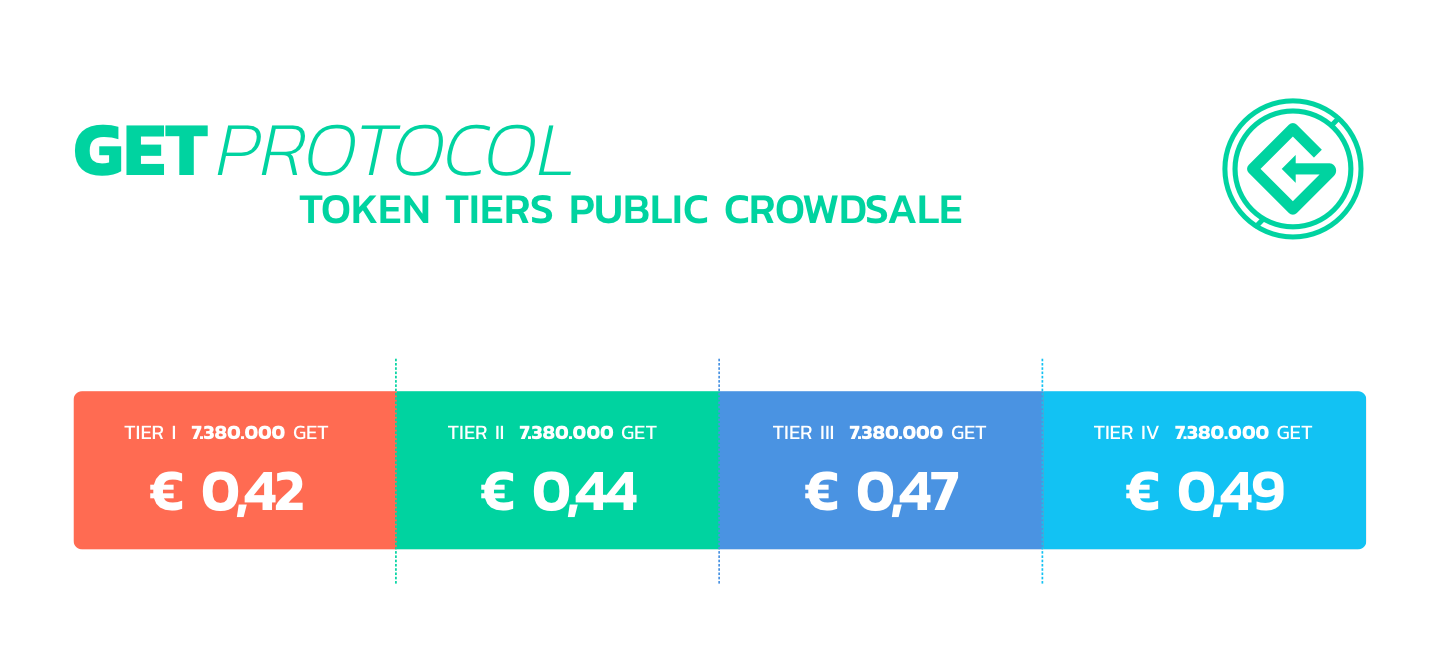 GET PROTOCOL
TOKEN TIERS PUBLIC CROWDSALE
TIER I 7.380.000 GET
€ 0,42
TIER II 7.380.000 GET
€ 0,44
TIER III 7.380.000 GET
€ 0,47
TIER IV 7.380.000 GET
€ 0,49